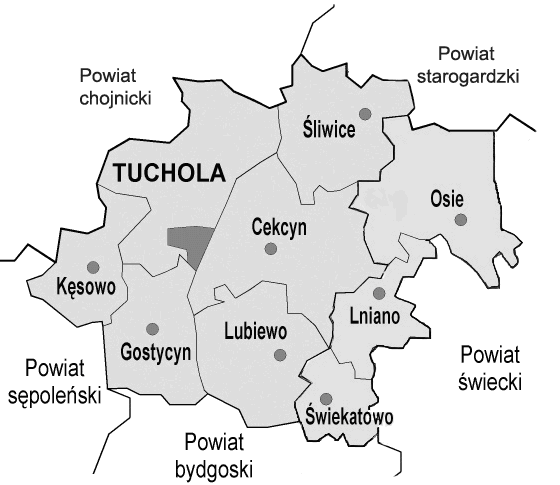 Powiat
starogardzki
Powiat
chojnicki
Śliwice
TUCHOLA
Osie
Cekcyn
Kęsowo
Lniano
Lubiewo
Gostycyn
Powiat
świecki
Powiat
sępoleński
Świekatowo
Powiat
bydgoski